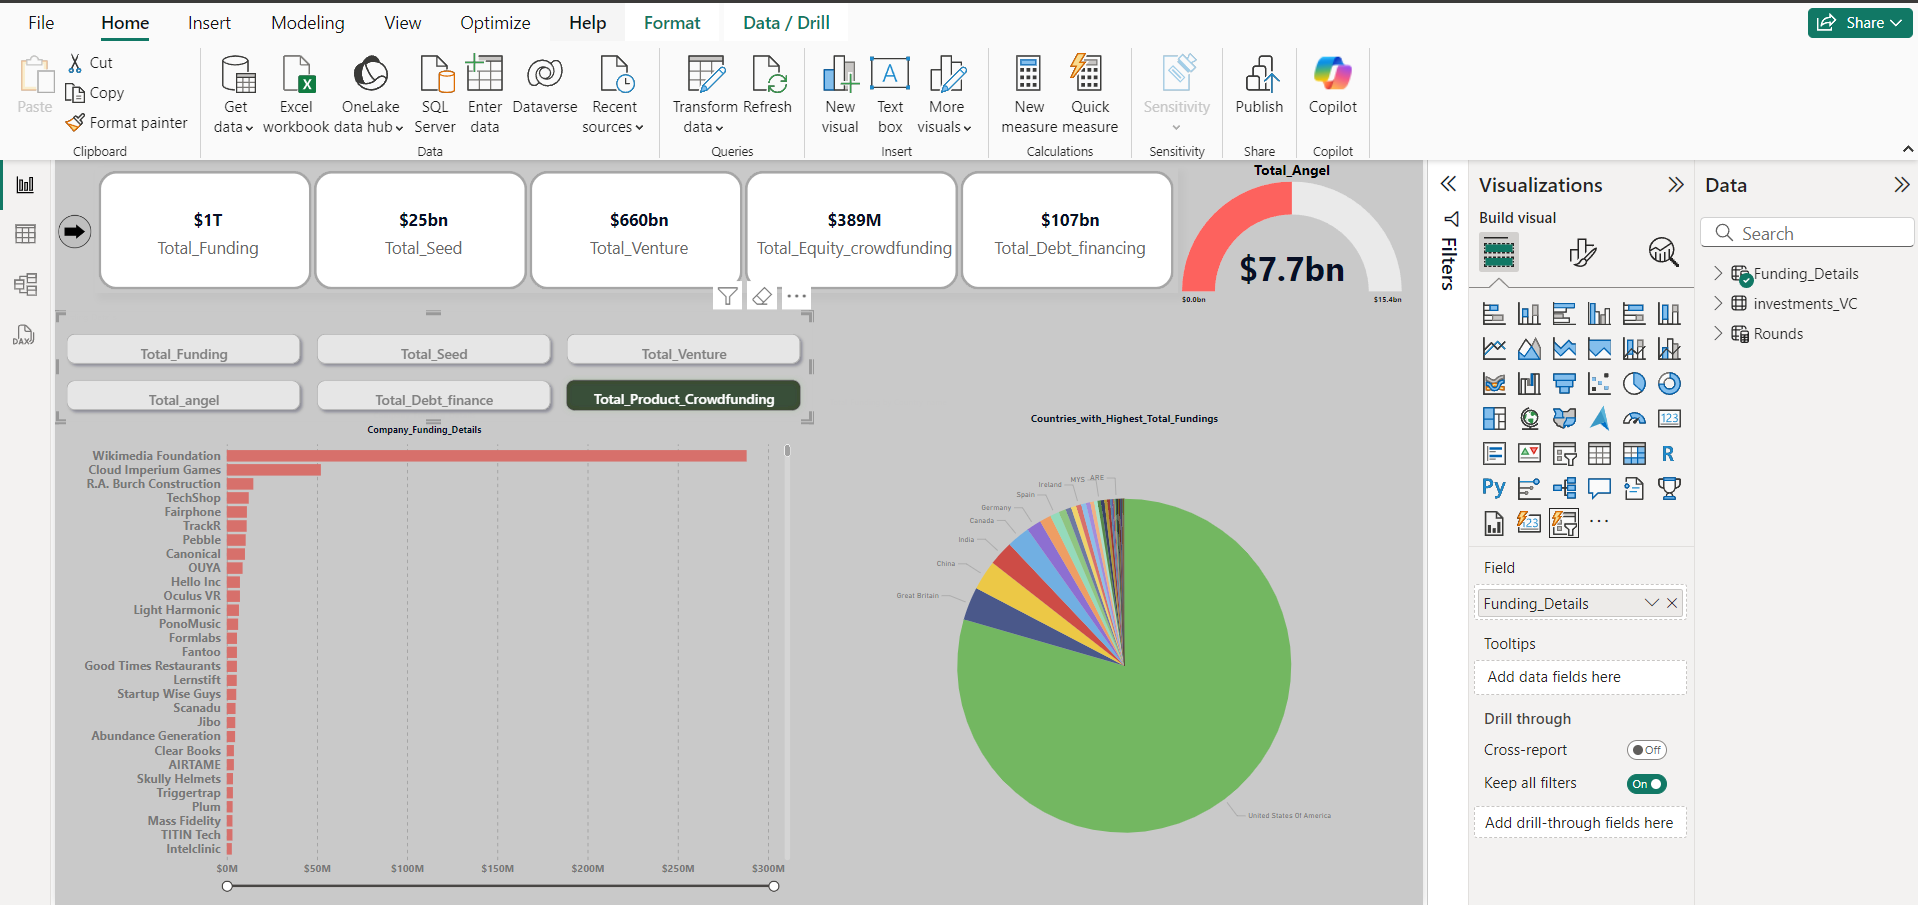 File Home Insert Modeling View Optimize Help Format Data / Drill Share
Paste
Cut
Copy
Format painter
Clipboard
Get data
Excel workbook
OneLake data hub
SQL Server
Enter data
Dataverse
Recent sources
Data
Transform data
Refresh
Queries
New visual
Text box
More visuals
Insert
New measure
Quick measure
Calculations
Sensitivity
Sensitivity
Publish
Share
Copilot
Copilot
$1T
Total_Funding
$25bn
Total_Seed
$660bn
Total_Venture
$389M
Total_Equity_crowdfunding
$107bn
Total_Debt_financing
Total_Angel
$7.7bn
$0.0bn
$15.4bn
Total_Funding
Total_Seed
Total_Venture
Total_angel
Total_Debt_finance
Total_Product_Crowdfunding
Company_Funding_Details
Wikimedia Foundation
Cloud Imperium Games
R.A. Burch Construction
TechShop
Fairphone
TrackR
Pebble
Canonical
OUYA
Hello Inc
Oculus VR
Light Harmonic
PonoMusic
Formlabs
Fantoo
Good Times Restaurants
Lernstift
Startup Wise Guys
Scanadu
Jibo
Abundance Generation
Clear Books
AIRTAME
Skully Helmets
Triggertrap
Plum
Mass Fidelity
TITIN Tech
Intelclinic
$0M $50M $100M $150M $200M $250M $300M
Countries_with_Highest_Total_Fundings
ARE
MYS
Ireland
Spain
Germany
Canada
India
China
Great Britain
United States Of America
Filters
Visualizations
Build visual
123
R
Py
123
Field
Funding_Details
Tooltips
Add data fields here
Drill through
Cross-report
Off
Keep all filters
On
Add drill-through fields here
Data
Search
Funding_Details
investments_VC
Rounds
DAX